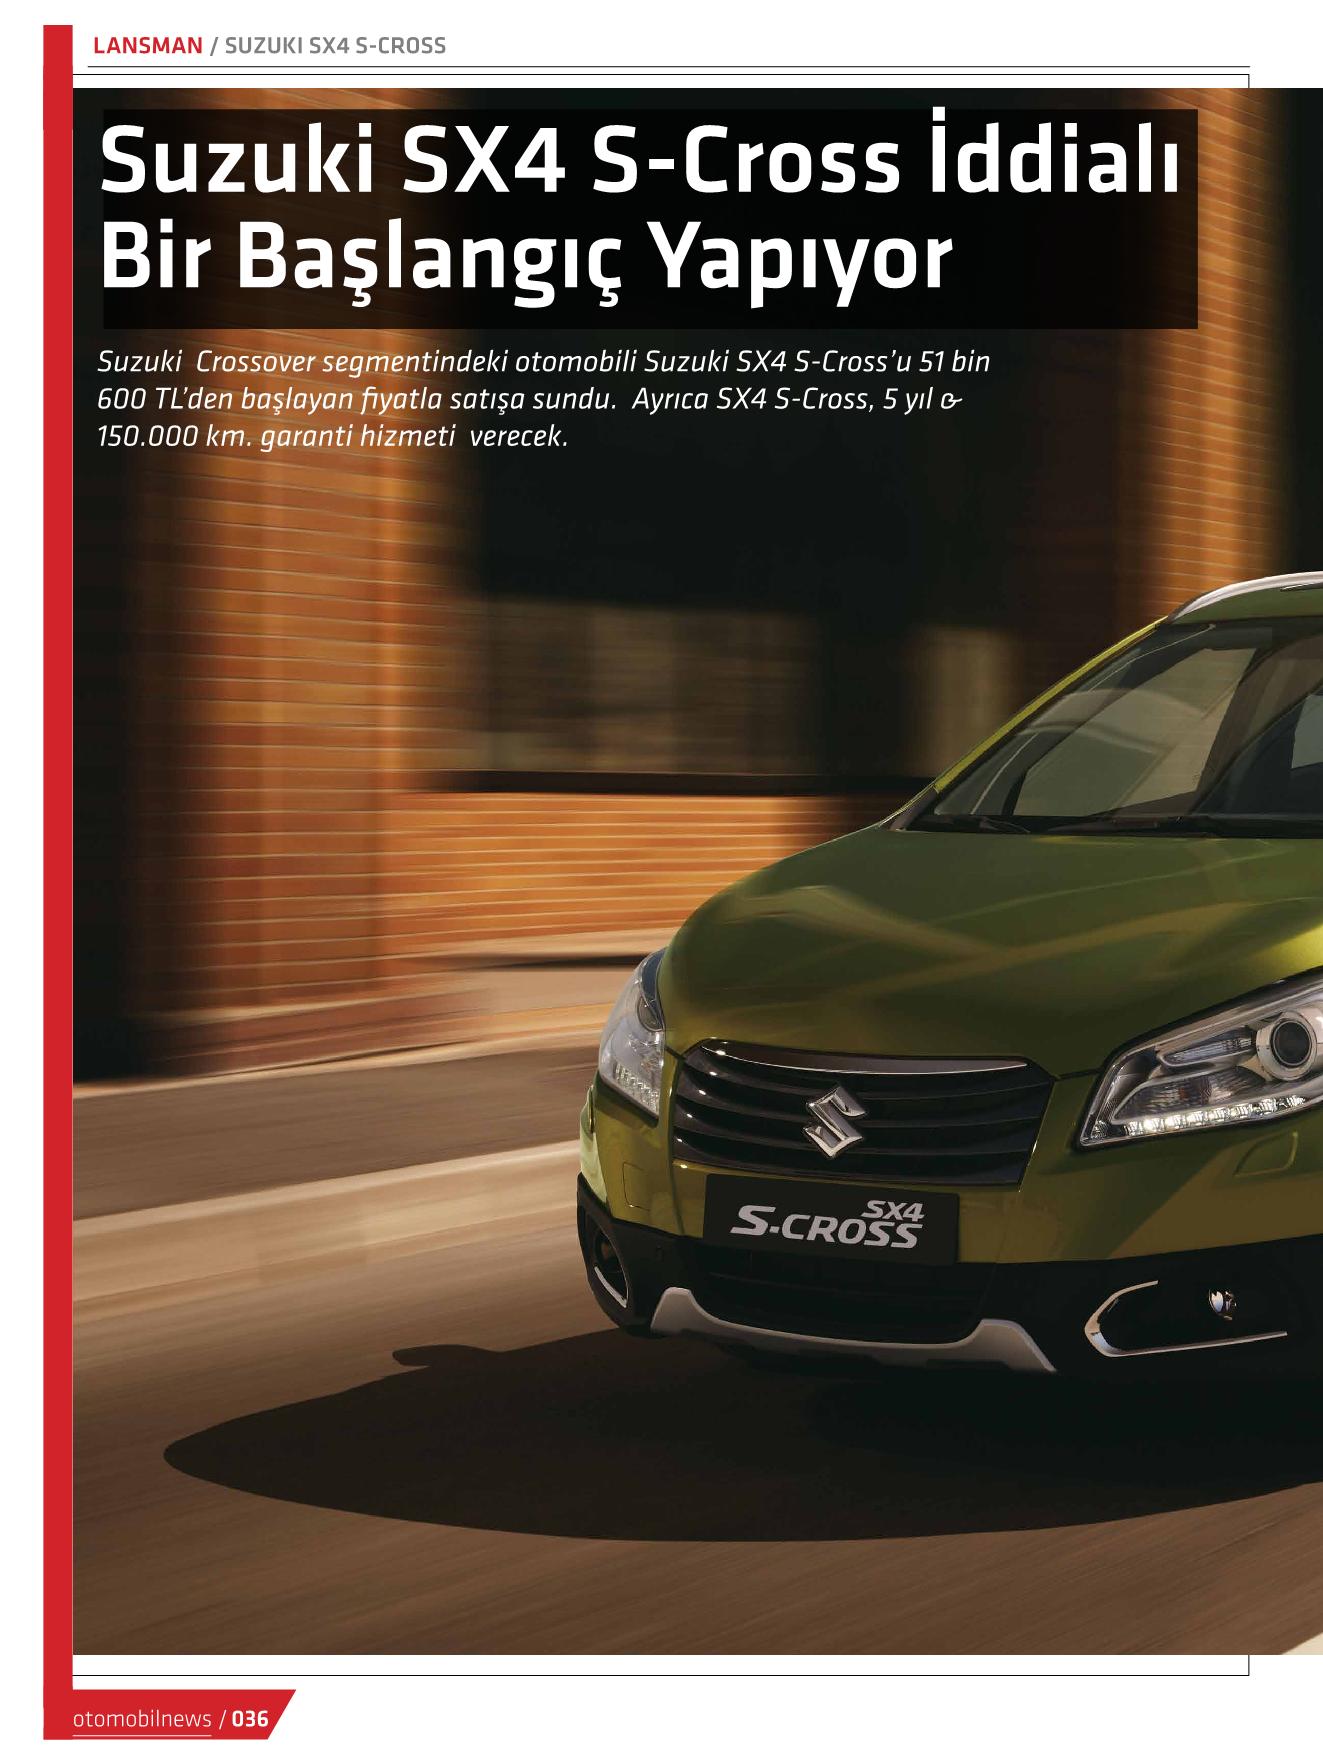 LANSMAN / SUZUKI SX4 S-CROSS
Suzuki SX4 S-Cross İddialı
Bir Başlangıç Yapıyor
Suzuki Crossover segmentindeki otomobili Suzuki SX4 S-Cross’u 51 bin
600 TL’den başlayan fiyatla satışa sundu. Ayrıca SX4 S-Cross, 5 yıl &
150.000 km. garanti hizmeti verecek.
SX4
S-CROSS
otomobilnews / 036